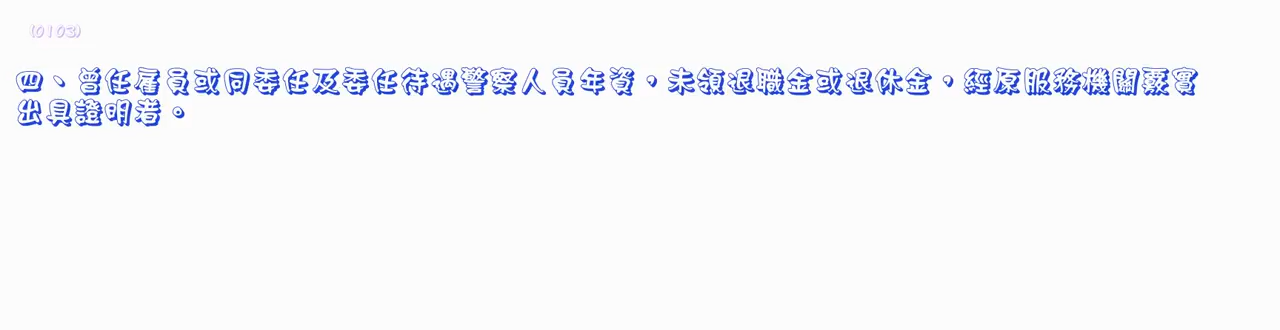 (0103)
四、曾任雇員或同委任及委任待遇警察人員年資，未領退職金或退休金，經原服務機關覈實
出具證明者。